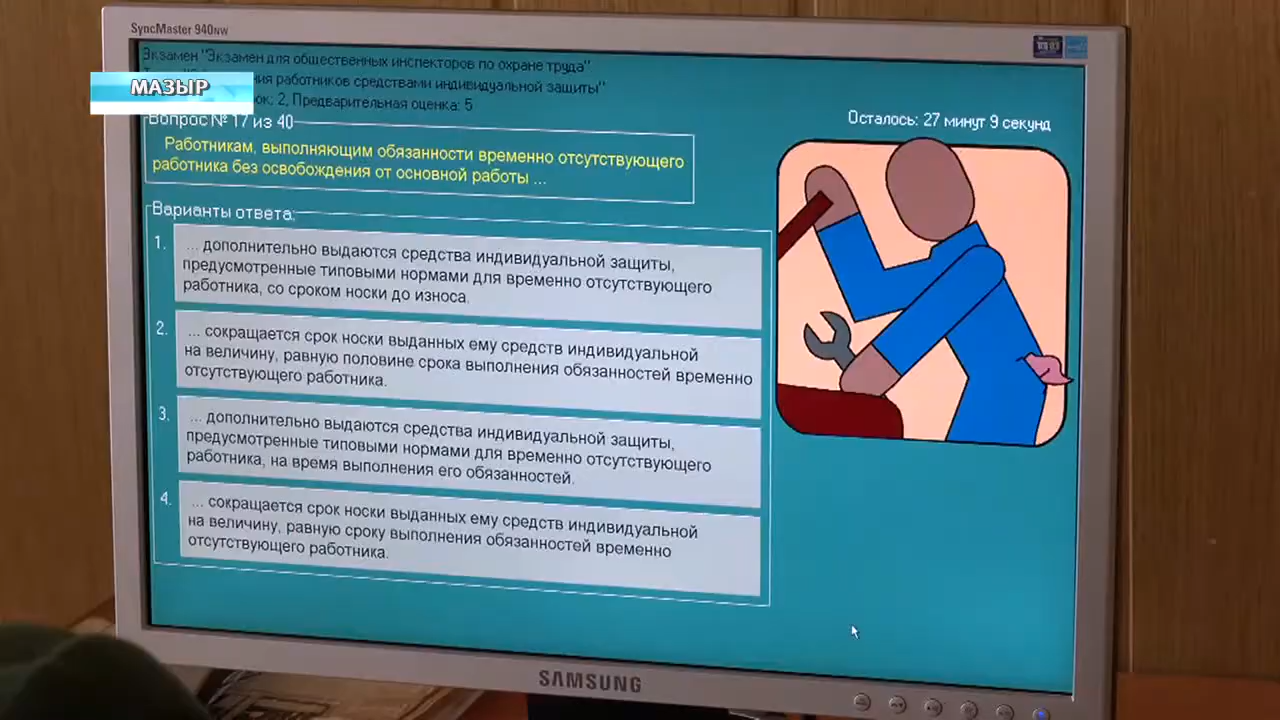 SyncMaster 940NW
Экзамен "Экзамен для общественных инспекторов по охране труда"
работников средствами индивидуальной защиты"
МАЗЫР
2, Предварительная оценка: 5
Вопрос № 17 из 40
Осталось: 27 минут 9 секунд
Работникам, выполняющим обязанности временно отсутствующего
работника без освобождения от основной работы ...
Варианты ответа:
1. ... дополнительно выдаются средства индивидуальной защиты,
предусмотренные типовыми нормами для временно отсутствующего
работника, со сроком носки до износа.
2. ... сокращается срок носки выданных ему средств индивидуальной
на величину, равную половине срока выполнения обязанностей временно
отсутствующего работника.
3. ... дополнительно выдаются средства индивидуальной защиты,
предусмотренные типовыми нормами для временно отсутствующего
работника, на время выполнения его обязанностей.
4. ... сокращается срок носки выданных ему средств индивидуальной
на величину, равную сроку выполнения обязанностей временно
отсутствующего работника.
SAMSUNG